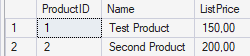 ProductID Name ListPrice
1 1 Test Product 150,00
2 2 Second Product 200,00